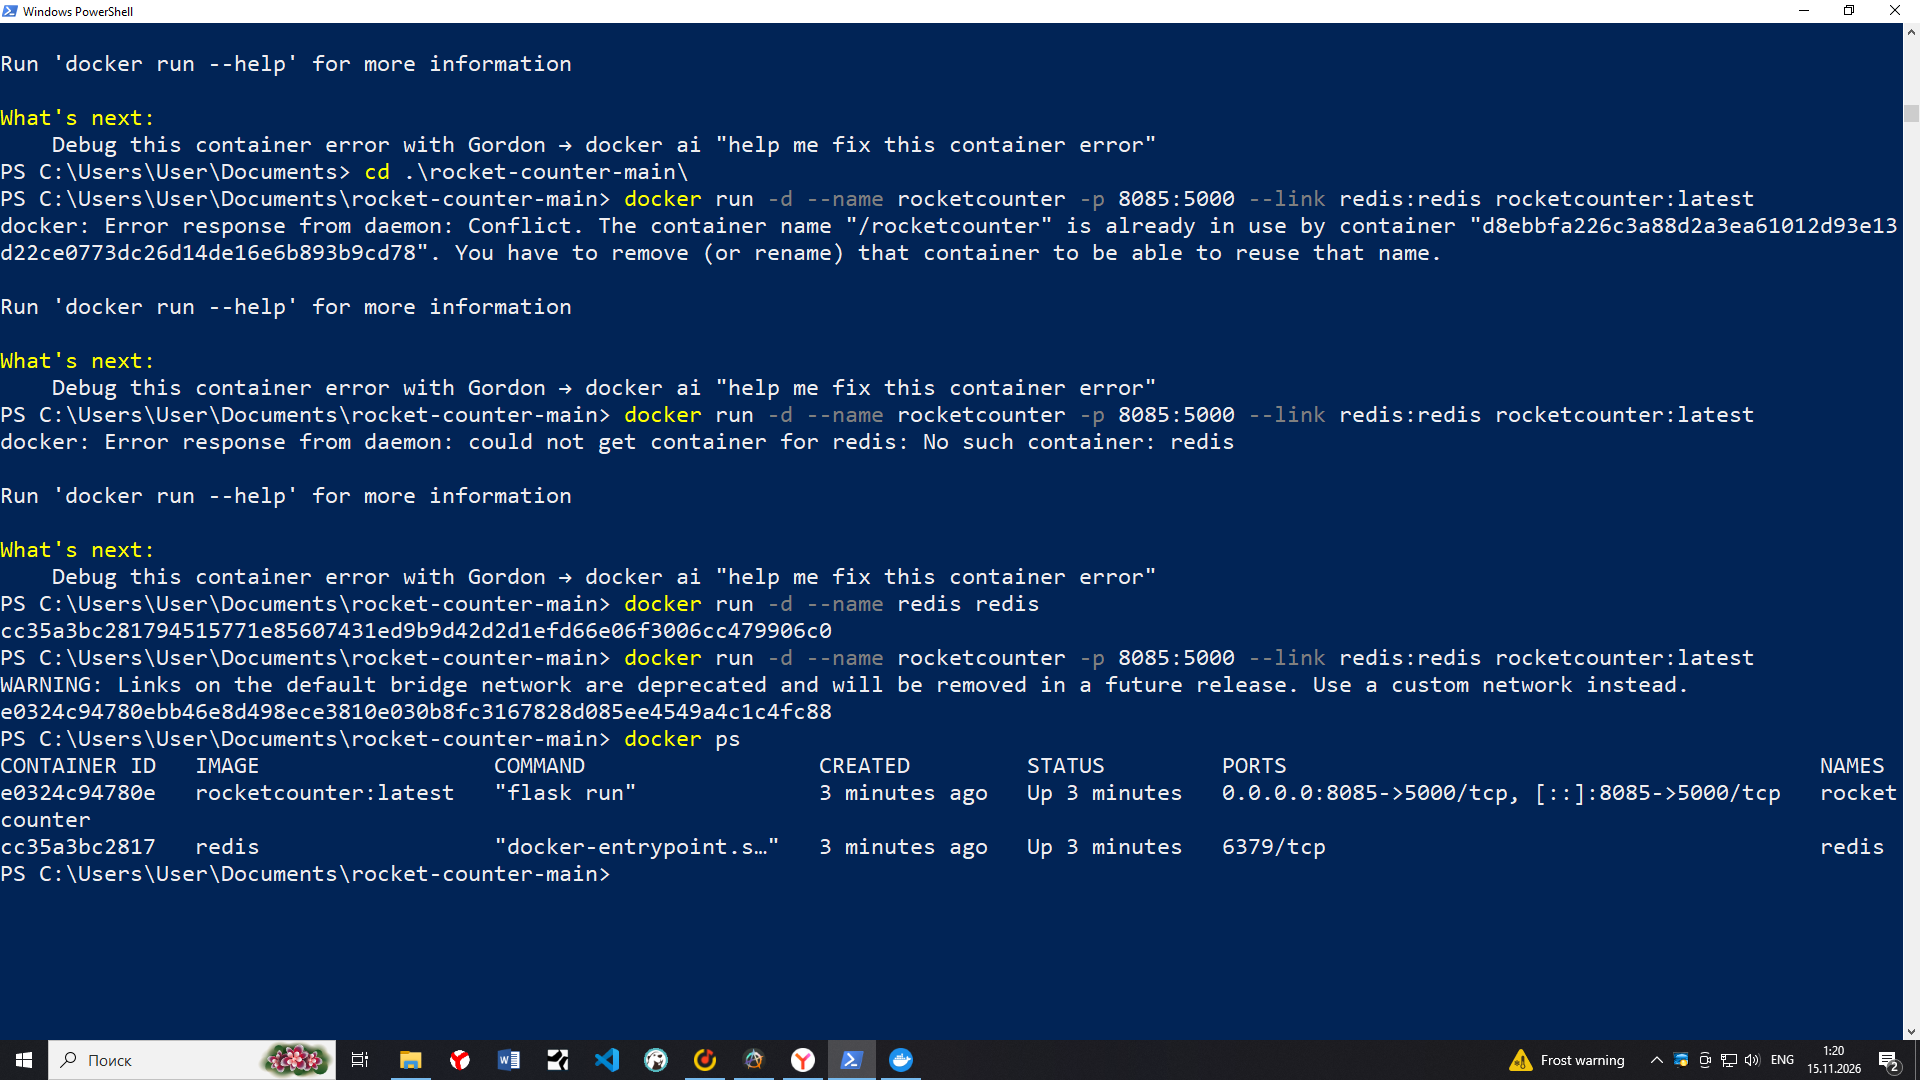 Windows PowerShell
Run 'docker run --help' for more information
What's next:
    Debug this container error with Gordon → docker ai "help me fix this container error"
PS C:\Users\User\Documents> cd .\rocket-counter-main\
PS C:\Users\User\Documents\rocket-counter-main> docker run -d --name rocketcounter -p 8085:5000 --link redis:redis rocketcounter:latest
docker: Error response from daemon: Conflict. The container name "/rocketcounter" is already in use by container "d8ebbfa226c3a88d2a3ea61012d93e13
d22ce0773dc26d14de16e6b893b9cd78". You have to remove (or rename) that container to be able to reuse that name.
Run 'docker run --help' for more information
What's next:
    Debug this container error with Gordon → docker ai "help me fix this container error"
PS C:\Users\User\Documents\rocket-counter-main> docker run -d --name rocketcounter -p 8085:5000 --link redis:redis rocketcounter:latest
docker: Error response from daemon: could not get container for redis: No such container: redis
Run 'docker run --help' for more information
What's next:
    Debug this container error with Gordon → docker ai "help me fix this container error"
PS C:\Users\User\Documents\rocket-counter-main> docker run -d --name redis redis
cc35a3bc281794515771e85607431ed9b9d42d2d1efd66e06f3006cc479906c0
PS C:\Users\User\Documents\rocket-counter-main> docker run -d --name rocketcounter -p 8085:5000 --link redis:redis rocketcounter:latest
WARNING: Links on the default bridge network are deprecated and will be removed in a future release. Use a custom network instead.
e0324c94780ebb46e8d498ece3810e030b8fc3167828d085ee4549a4c1c4fc88
PS C:\Users\User\Documents\rocket-counter-main> docker ps
CONTAINER ID   IMAGE                  COMMAND                  CREATED         STATUS         PORTS                                         NAMES
e0324c94780e   rocketcounter:latest   "flask run"              3 minutes ago   Up 3 minutes   0.0.0.0:8085->5000/tcp, [::]:8085->5000/tcp   rocket
counter
cc35a3bc2817   redis                  "docker-entrypoint.s…"   3 minutes ago   Up 3 minutes   6379/tcp                                      redis
PS C:\Users\User\Documents\rocket-counter-main>
Поиск
Frost warning
ENG
1:20
15.11.2026
2